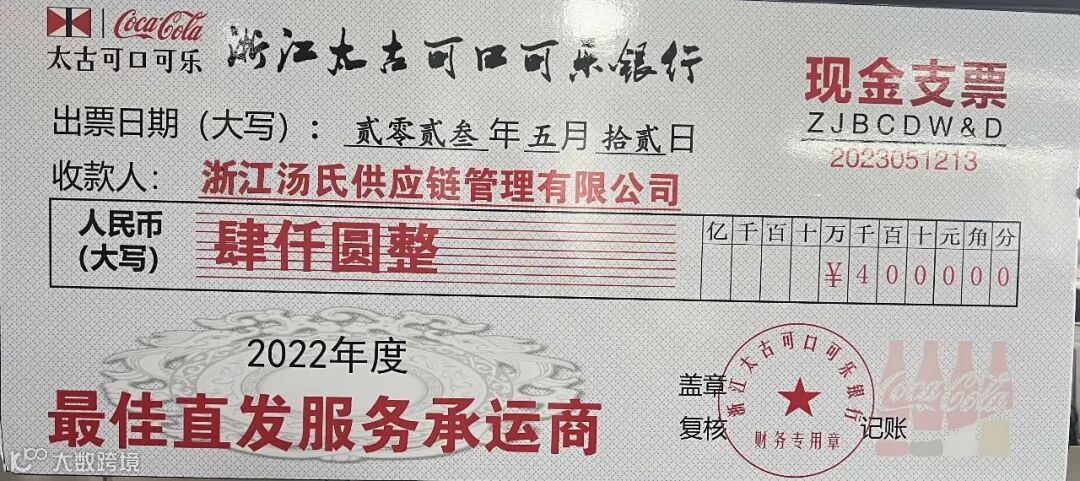 Coca-Cola
太古可口可乐
浙江太古可口可乐银行
现金支票
ZJBCDW&D
2023051213
出票日期（大写）： 贰零贰叁 年 五 月 拾贰 日
收款人： 浙江汤氏供应链管理有限公司
人民币
(大写)
肆仟圆整
亿 千 百 十 万 千 百 十 元 角 分
¥ 4 0 0 0 0 0
2022年度
最佳直发服务承运商
盖章
复核
记账
浙江太古可口可乐银行
财务专用章
Coca-Cola
Coca-Cola
大数跨境